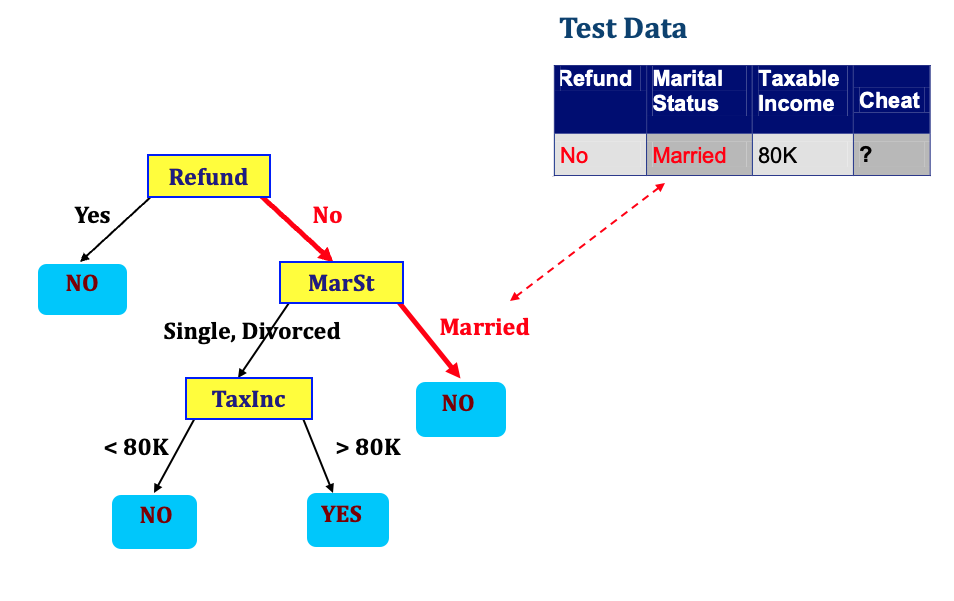 Test Data
Refund
Marital Status
Taxable Income
Cheat
No
Married
80K
?
Refund
Yes
No
NO
MarSt
Single, Divorced
Married
TaxInc
NO
< 80K
> 80K
NO
YES